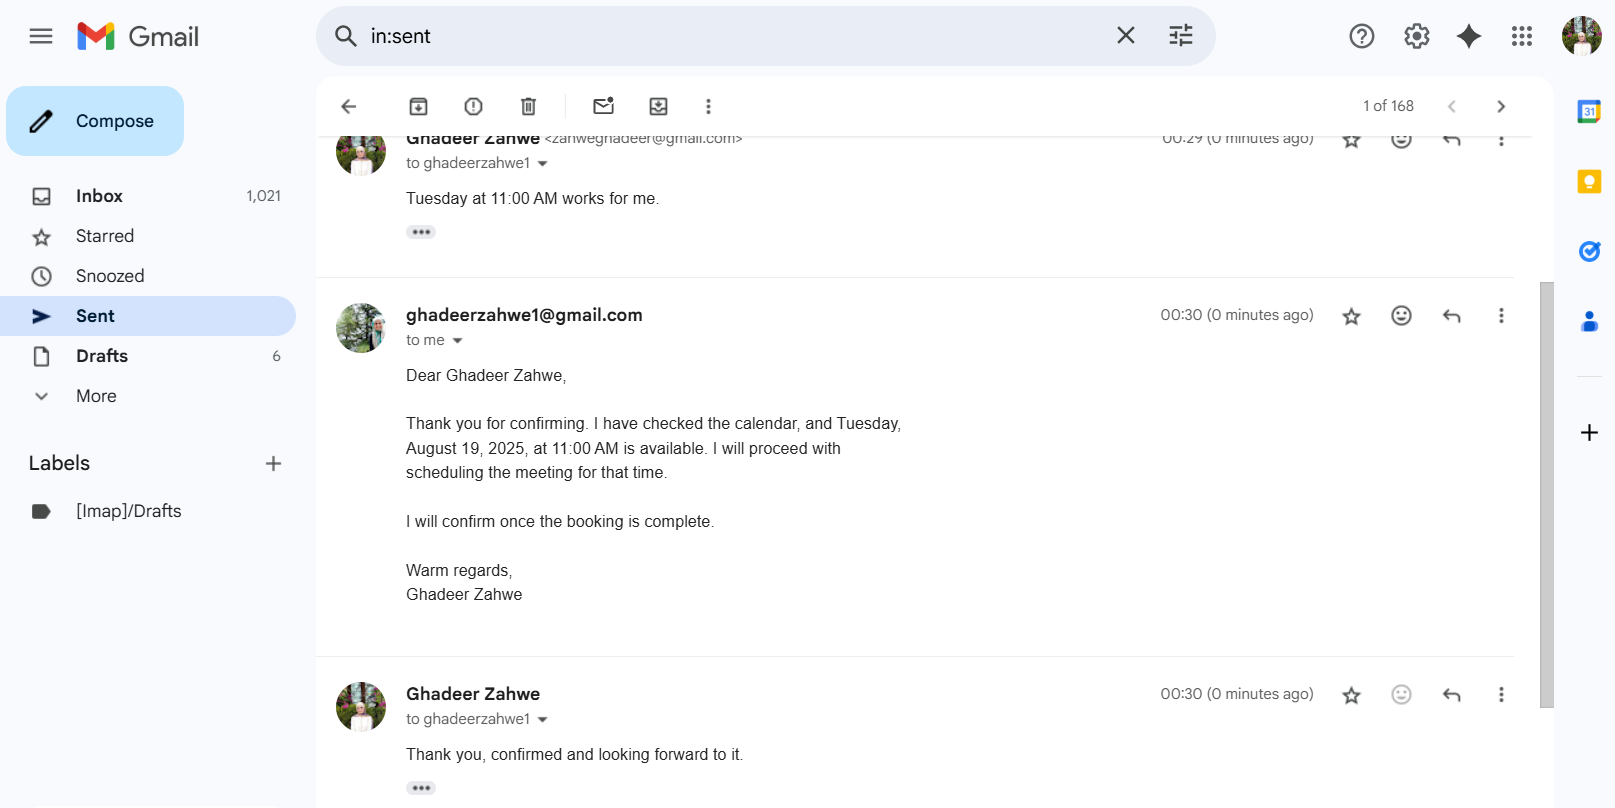 Gmail
in:sent
Compose
Inbox 1,021
Starred
Snoozed
Sent
Drafts 6
More
Labels
[Imap]/Drafts
1 of 168
31
Ghadeer Zahwe <zahweghadeer@gmail.com> 00:29 (0 minutes ago)
to ghadeerzahwe1
Tuesday at 11:00 AM works for me.
ghadeerzahwe1@gmail.com 00:30 (0 minutes ago)
to me
Dear Ghadeer Zahwe,
Thank you for confirming. I have checked the calendar, and Tuesday,
August 19, 2025, at 11:00 AM is available. I will proceed with
scheduling the meeting for that time.
I will confirm once the booking is complete.
Warm regards,
Ghadeer Zahwe
Ghadeer Zahwe 00:30 (0 minutes ago)
to ghadeerzahwe1
Thank you, confirmed and looking forward to it.